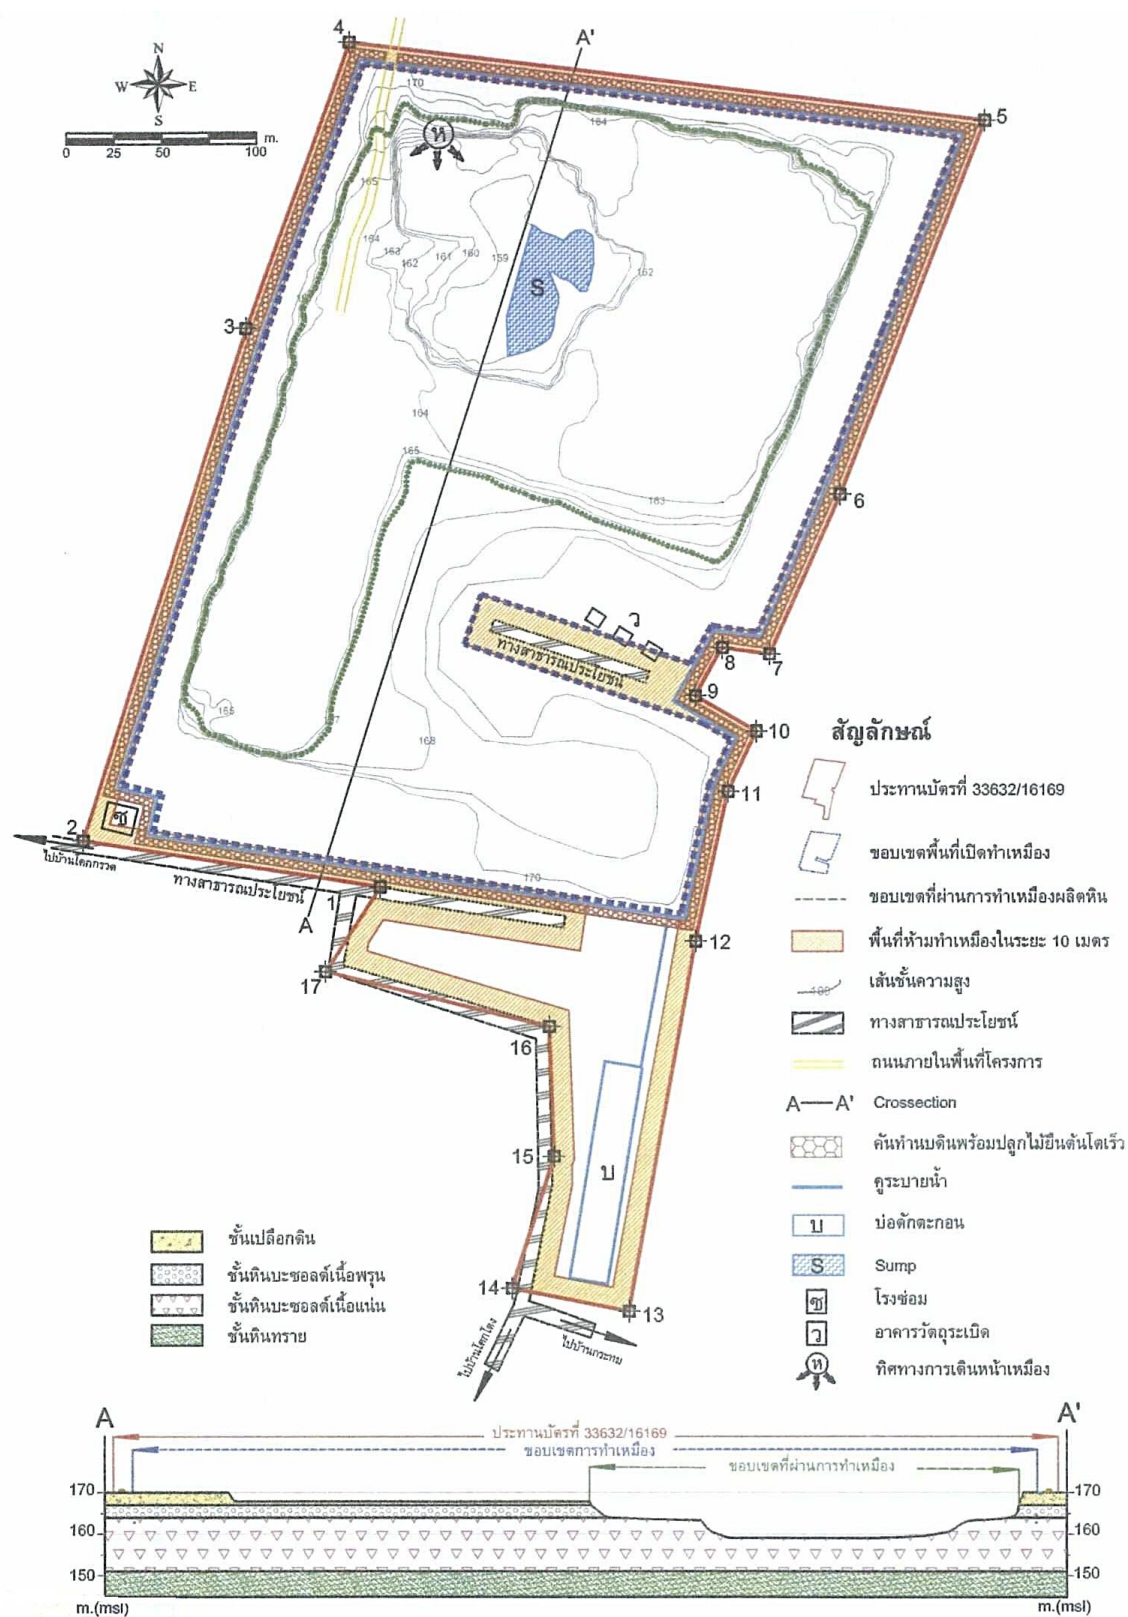 4
A'
N
W E
S
m.
0 25 50 100
170
184
5
ห
165
164
163
162
161
160
159
S
162
3
164
165
163
6
ว
ทางสาธารณประโยชน์
8
7
9
10
11
155
168
ซ
2
ไปบ้านโคกกรวด
ทางสาธารณประโยชน์
1
A
170
12
17
16
15
บ
14
13
ไปบ้านโคกโตง
ไปบ้านกระทม
สัญลักษณ์
ประทานบัตรที่ 33632/16169
ขอบเขตพื้นที่เปิดทำเหมือง
ขอบเขตที่ผ่านการทำเหมืองผลิตหิน
พื้นที่ห้ามทำเหมืองในระยะ 10 เมตร
เส้นชั้นความสูง
ทางสาธารณประโยชน์
ถนนภายในพื้นที่โครงการ
A A' Crossection
คันทำนบดินพร้อมปลูกไม้ยืนต้นโตเร็ว
คูระบายน้ำ
บ บ่อดักตะกอน
S Sump
ซ โรงซ่อม
ว อาคารวัตถุระเบิด
ห ทิศทางการเดินหน้าเหมือง
ชั้นเปลือกดิน
ชั้นหินบะซอลต์เนื้อพรุน
ชั้นหินบะซอลต์เนื้อแน่น
ชั้นหินทราย
A A'
ประทานบัตรที่ 33632/16169
ขอบเขตการทำเหมือง
ขอบเขตที่ผ่านการทำเหมือง
170 170
160 160
150 150
m.(msl) m.(msl)